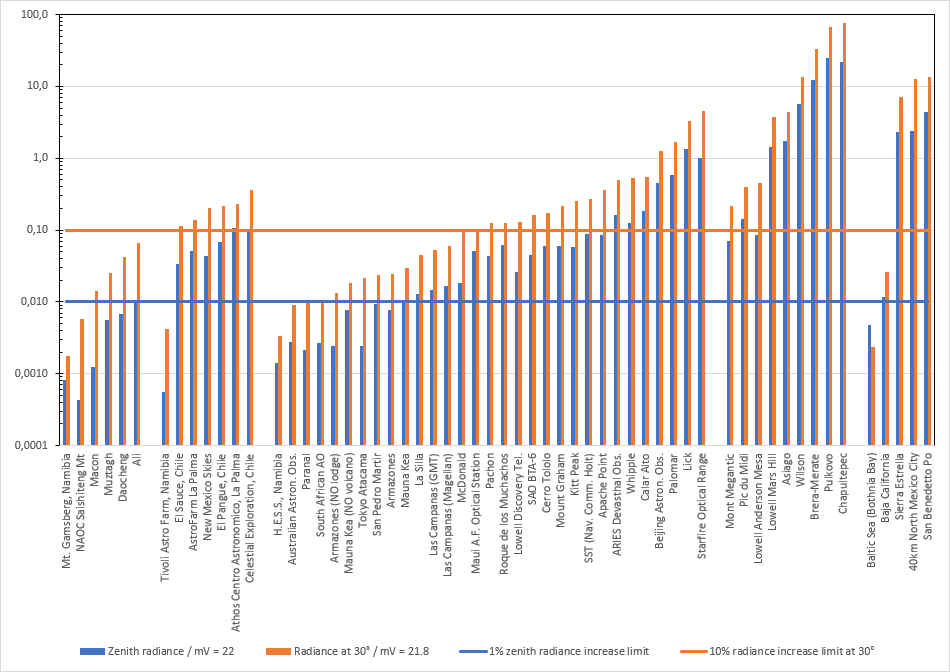 100,0
10,0
1,0
0,10
0,010
0,0010
0,0001
Mt. Gamsberg, Namibia
NAOC Saishiteng Mt
Macon
Muztagh
Daocheng
Ali
Tivoli Astro Farm, Namibia
El Sauce, Chile
AstroFarm La Palma
New Mexico Skies
El Pangue, Chile
Athos Centro Astronomico, La Palma
Celestial Exploration, Chile
H.E.S.S., Namibia
Australian Astron. Obs.
Paranal
South African AO
Armazones (NO lodge)
Mauna Kea (NO volcano)
Tokyo Atacama
San Pedro Martir
Armazones
Mauna Kea
La Silla
Las Campanas (GMT)
Las Campanas (Magellan)
McDonald
Maui A.F. Optical Station
Pachon
Roque de los Muchachos
Lowell Discovery Tel.
SAO BTA-6
Cerro Tololo
Mount Graham
Kitt Peak
SST (Nav. Comm. Holt)
Apache Point
ARIES Devasthal Obs.
Whipple
Calar Alto
Beijing Astron. Obs.
Palomar
Lick
Starfire Optical Range
Mont Megantic
Pic du Midi
Lowell Anderson Mesa
Lowell Mars Hill
Asiago
Wilson
Brera-Merate
Pulkovo
Chapultepec
Baltic Sea (Bothnia Bay)
Baja California
Sierra Estrella
40km North Mexico City
San Benedetto Po
Zenith radiance / mV = 22
Radiance at 30° / mV = 21.8
1% zenith radiance increase limit
10% radiance increase limit at 30°